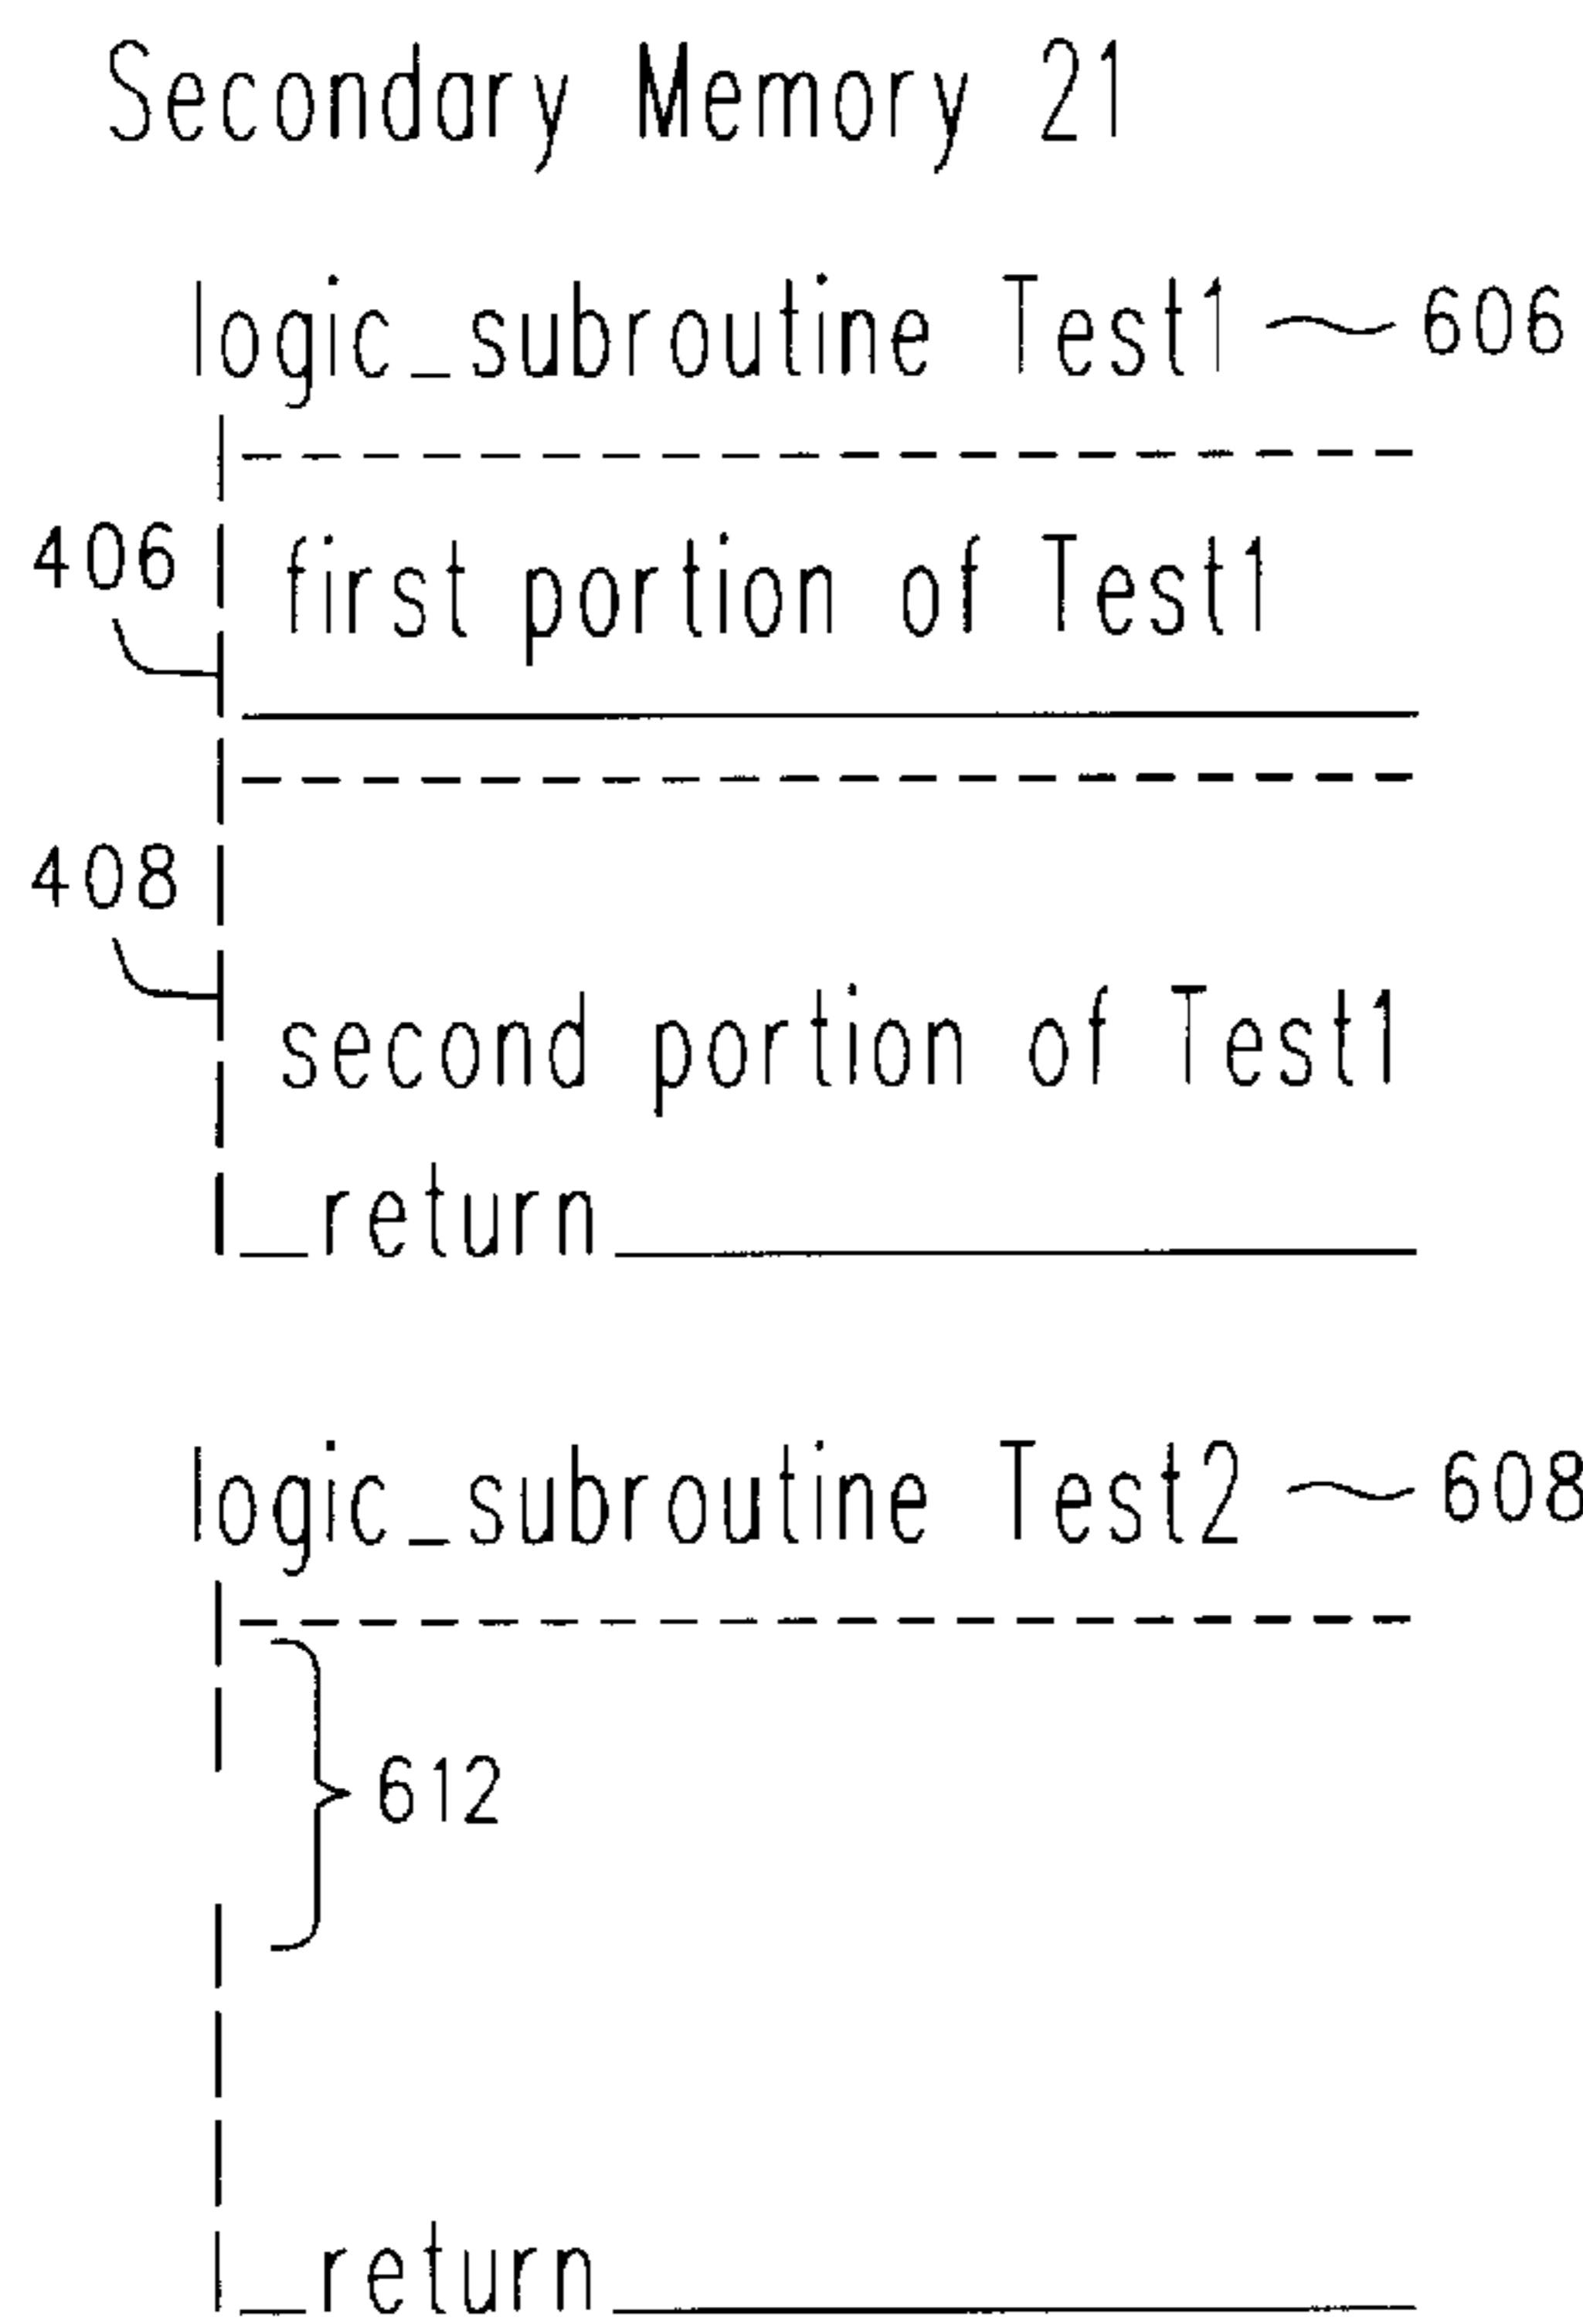 Secondary Memory 21
logic_subroutine Test1 606
406
first portion of Test1
408
second portion of Test1
return
logic_subroutine Test2 608
612
return